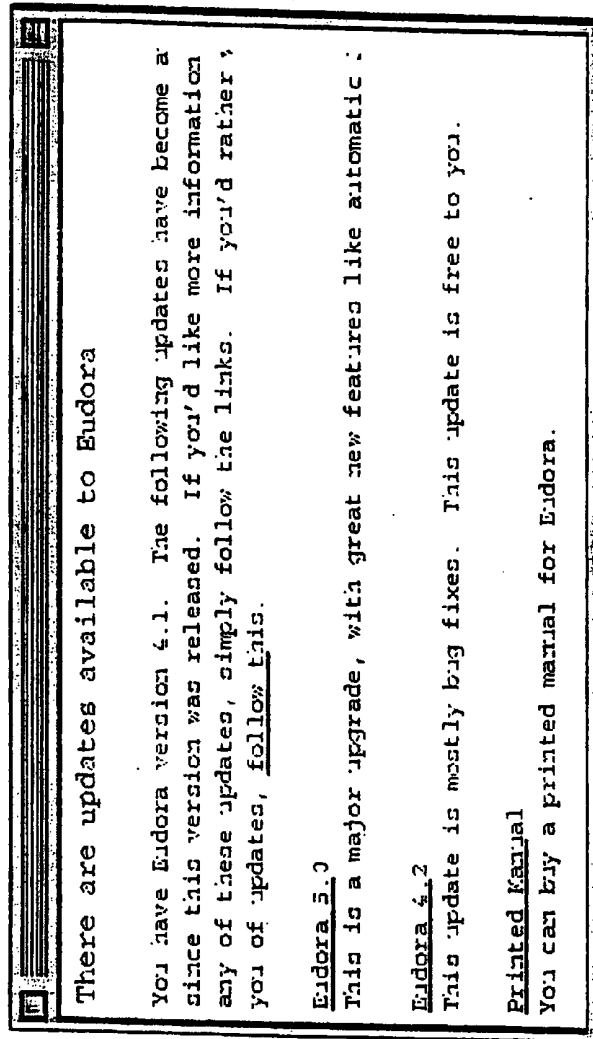 There are updates available to Eudora
You have Eudora version 4.1. The following updates have become a
since this version was released. If you'd like more information
any of these updates, simply follow the links. If you'd rather
you of updates, follow this.
Eudora 5.0
This is a major upgrade, with great new features like automatic
Eudora 4.2
This update is mostly bug fixes. This update is free to you.
Printed Manual
You can buy a printed manual for Eudora.